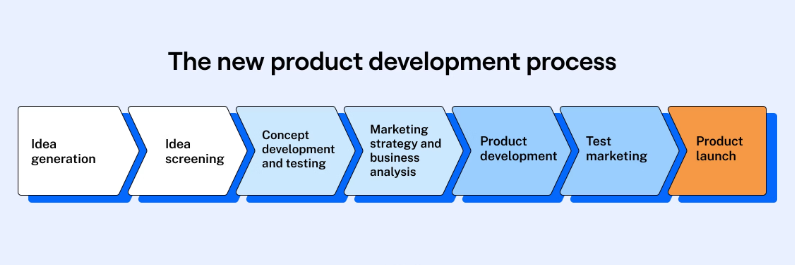 The new product development process
Idea
generation
Idea
screening
Concept
development
and testing
Marketing
strategy and
business
analysis
Product
development
Test
marketing
Product
launch